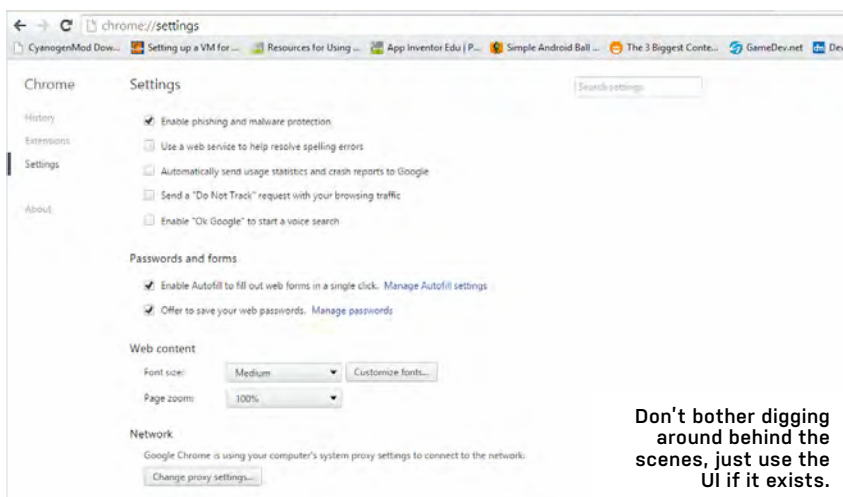 chrome://settings
CyanogenMod Dow... Setting up a VM for ... Resources for Using ... App Inventor Edu | P... Simple Android Ball ... The 3 Biggest Conte... GameDev.net dm Dev
Chrome
Settings
Search settings
History
Extensions
Settings
About
Enable phishing and malware protection
Use a web service to help resolve spelling errors
Automatically send usage statistics and crash reports to Google
Send a "Do Not Track" request with your browsing traffic
Enable "Ok Google" to start a voice search
Passwords and forms
Enable Autofill to fill out web forms in a single click. Manage Autofill settings
Offer to save your web passwords. Manage passwords
Web content
Font size: Medium Customize fonts...
Page zoom: 100%
Network
Google Chrome is using your computer's system proxy settings to connect to the network.
Change proxy settings...
Don't bother digging
around behind the
scenes, just use the
UI if it exists.